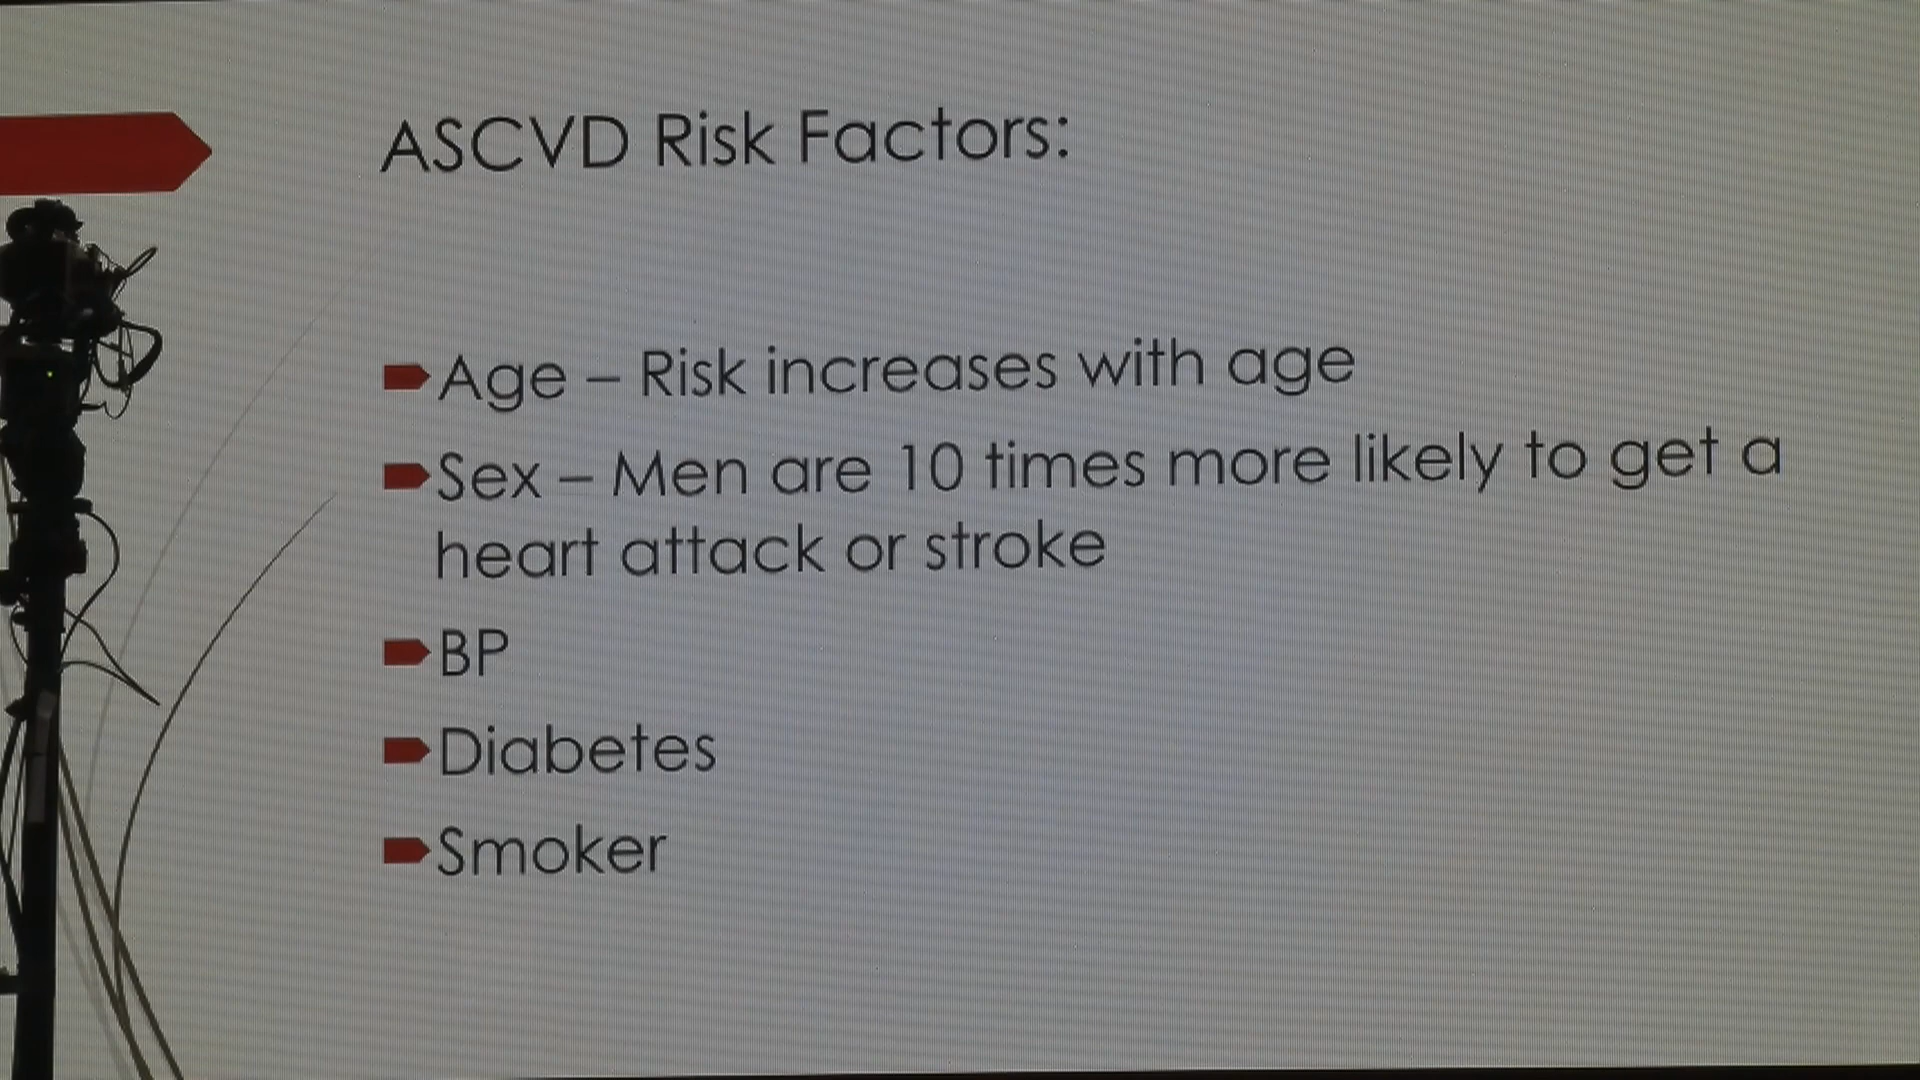 ASCVD Risk Factors:
Age – Risk increases with age
Sex – Men are 10 times more likely to get a
heart attack or stroke
BP
Diabetes
Smoker